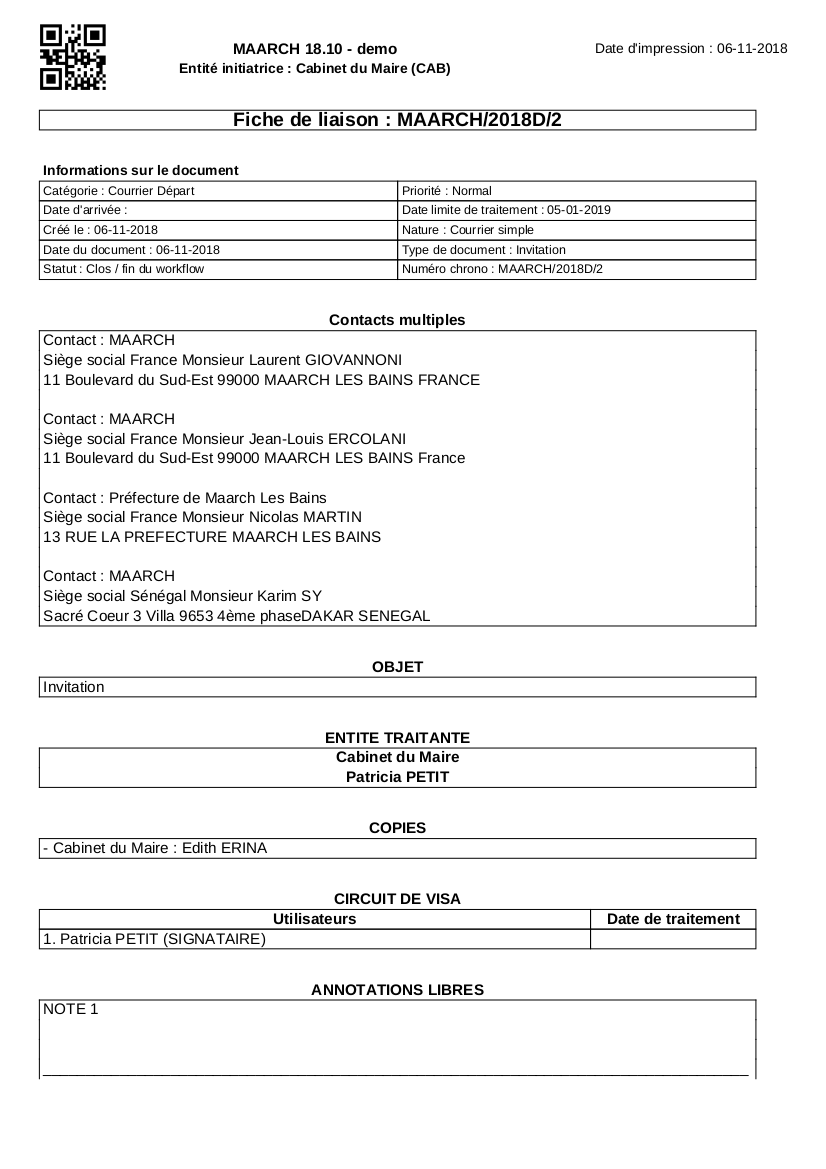 MAARCH 18.10 - demo
Date d'impression : 06-11-2018
Entité initiatrice : Cabinet du Maire (CAB)
Fiche de liaison : MAARCH/2018D/2
Informations sur le document
Catégorie : Courrier Départ
Priorité : Normal
Date d'arrivée :
Date limite de traitement : 05-01-2019
Créé le : 06-11-2018
Nature : Courrier simple
Date du document : 06-11-2018
Type de document : Invitation
Statut : Clos / fin du workflow
Numéro chrono : MAARCH/2018D/2
Contacts multiples
Contact : MAARCH
Siège social France Monsieur Laurent GIOVANNONI
11 Boulevard du Sud-Est 99000 MAARCH LES BAINS FRANCE
Contact : MAARCH
Siège social France Monsieur Jean-Louis ERCOLANI
11 Boulevard du Sud-Est 99000 MAARCH LES BAINS France
Contact : Préfecture de Maarch Les Bains
Siège social France Monsieur Nicolas MARTIN
13 RUE LA PREFECTURE MAARCH LES BAINS
Contact : MAARCH
Siège social Sénégal Monsieur Karim SY
Sacré Coeur 3 Villa 9653 4ème phaseDAKAR SENEGAL
OBJET
Invitation
ENTITE TRAITANTE
Cabinet du Maire
Patricia PETIT
COPIES
- Cabinet du Maire : Edith ERINA
CIRCUIT DE VISA
Utilisateurs
Date de traitement
1. Patricia PETIT (SIGNATAIRE)
ANNOTATIONS LIBRES
NOTE 1